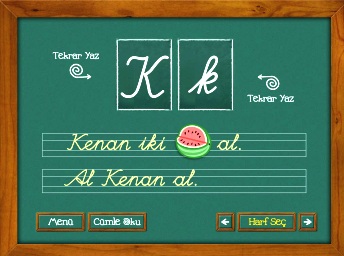 Tekrar Yaz
K k
Tekrar Yaz
Kenan iki al.
Al Kenan al.
Menü Cümle Oku Harf Seç